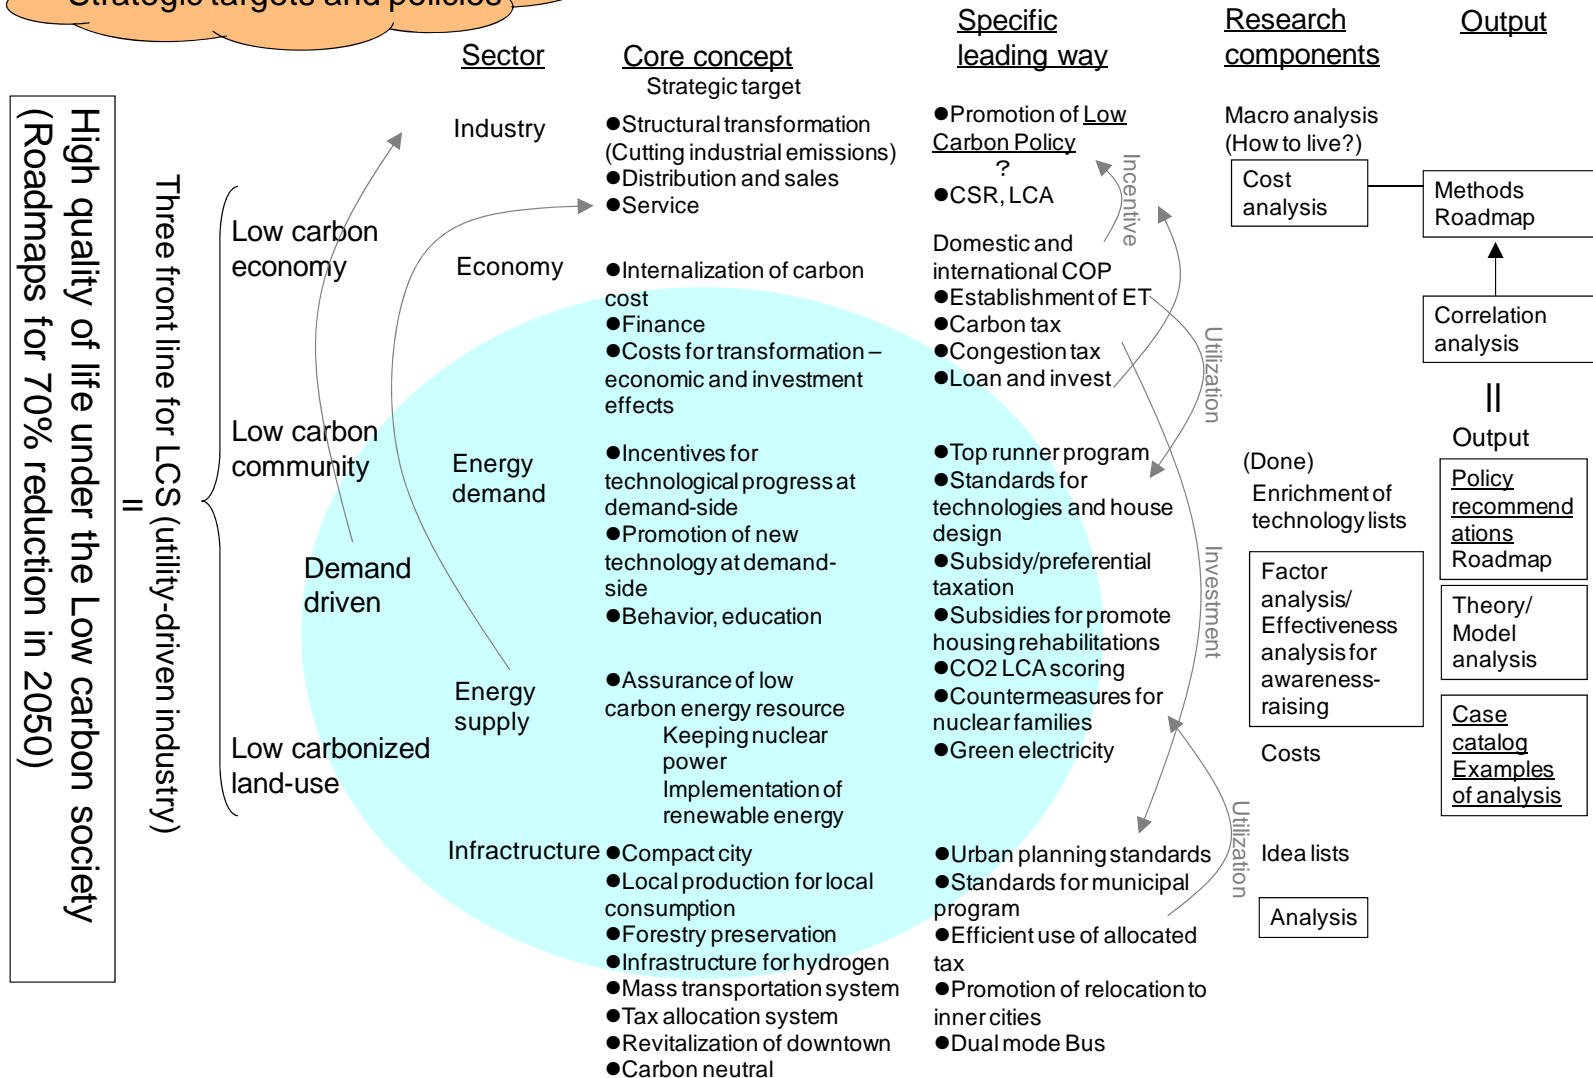 Strategic targets and policies
High quality of life under the Low carbon society
(Roadmaps for 70% reduction in 2050)
=
Three front line for LCS (utility-driven industry)
Low carbon
economy
Low carbon
community
Low carbonized
land-use
Demand
driven
Sector
Industry
Economy
Energy
demand
Energy
supply
Infractructure
Core concept
Strategic target
●Structural transformation
(Cutting industrial emissions)
●Distribution and sales
●Service
●Internalization of carbon
cost
●Finance
●Costs for transformation –
economic and investment
effects
●Incentives for
technological progress at
demand-side
●Promotion of new
technology at demand-
side
●Behavior, education
●Assurance of low
carbon energy resource
Keeping nuclear
power
Implementation of
renewable energy
●Compact city
●Local production for local
consumption
●Forestry preservation
●Infrastructure for hydrogen
●Mass transportation system
●Tax allocation system
●Revitalization of downtown
●Carbon neutral
Specific
leading way
●Promotion of Low
Carbon Policy
?
●CSR, LCA
Domestic and
international COP
●Establishment of ET
●Carbon tax
●Congestion tax
●Loan and invest
●Top runner program
●Standards for
technologies and house
design
●Subsidy/preferential
taxation
●Subsidies for promote
housing rehabilitations
●CO2 LCA scoring
●Countermeasures for
nuclear families
●Green electricity
●Urban planning standards
●Standards for municipal
program
●Efficient use of allocated
tax
●Promotion of relocation to
inner cities
●Dual mode Bus
Incentive
Utilization
Investment
Utilization
Research
components
Macro analysis
(How to live?)
Cost
analysis
(Done)
Enrichment of
technology lists
Factor
analysis/
Effectiveness
analysis for
awareness-
raising
Costs
Idea lists
Analysis
Output
Methods
Roadmap
Correlation
analysis
=
Output
Policy
recommend
ations
Roadmap
Theory/
Model
analysis
Case
catalog
Examples
of analysis